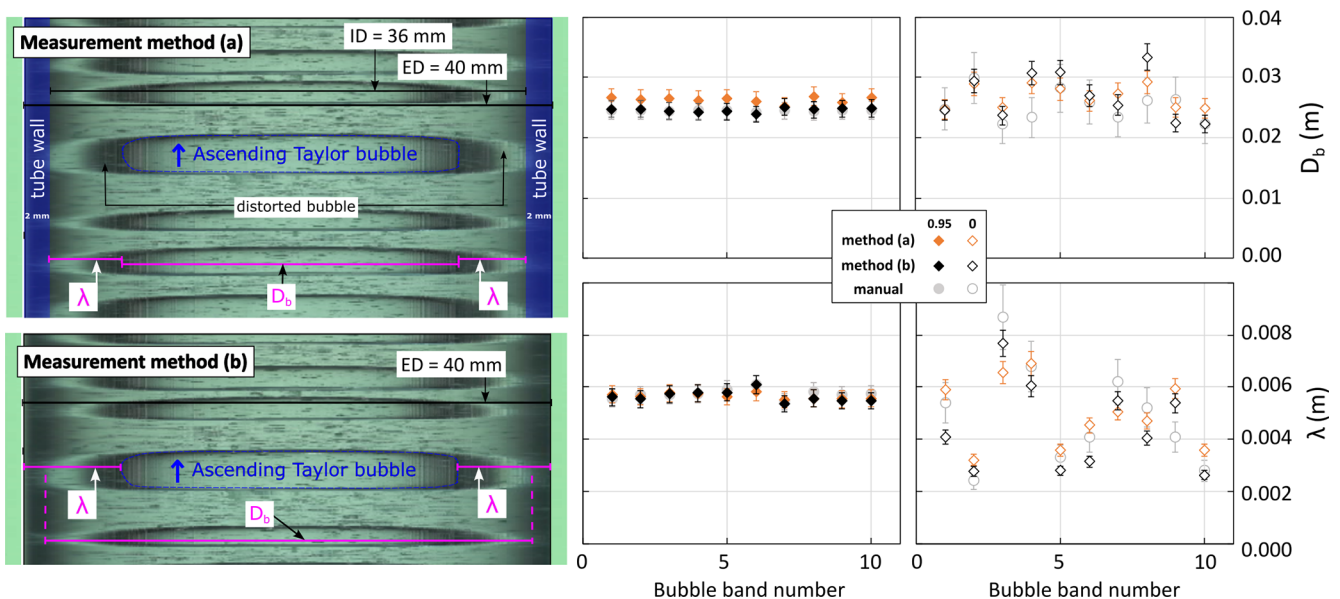 Measurement method (a)
ID = 36 mm
ED = 40 mm
tube wall
2 mm
↑ Ascending Taylor bubble
tube wall
2 mm
distorted bubble
λ
D_b
λ
Measurement method (b)
ED = 40 mm
↑ Ascending Taylor bubble
λ
λ
D_b
0.04
0.03
0.02
0.01
0.00
D_b (m)
0.95 0
method (a)
method (b)
manual
0.008
0.006
0.004
0.002
0.000
λ (m)
0 5 10
Bubble band number
0 5 10
Bubble band number